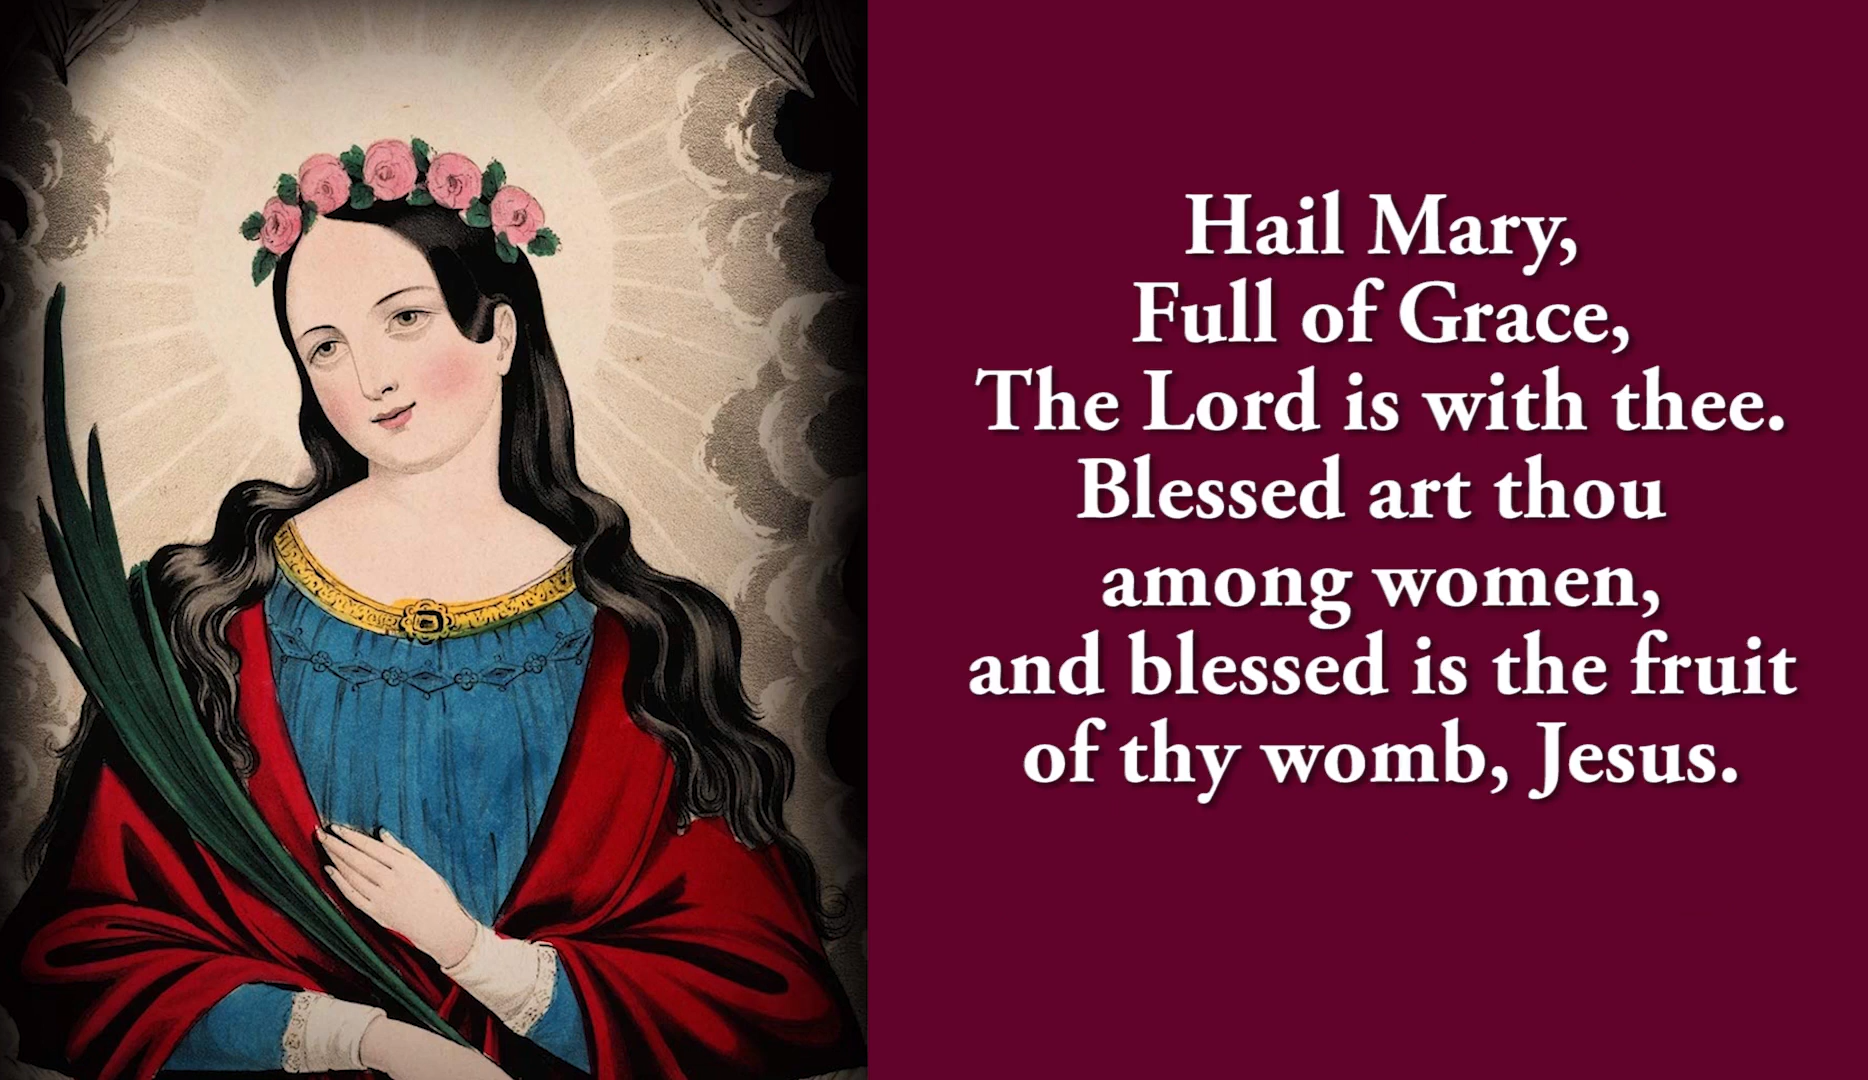 Hail Mary,
Full of Grace,
The Lord is with thee.
Blessed art thou
among women,
and blessed is the fruit
of thy womb, Jesus.